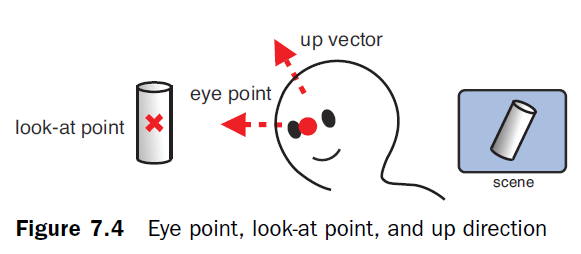 up vector
eye point
look-at point
scene
Figure 7.4 Eye point, look-at point, and up direction